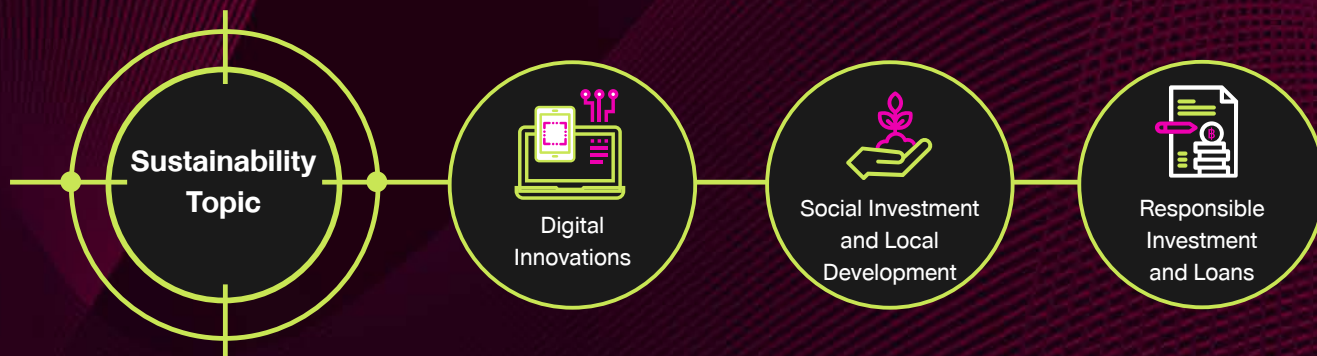 Sustainability
Topic
Digital
Innovations
Social Investment
and Local
Development
Responsible
Investment
and Loans